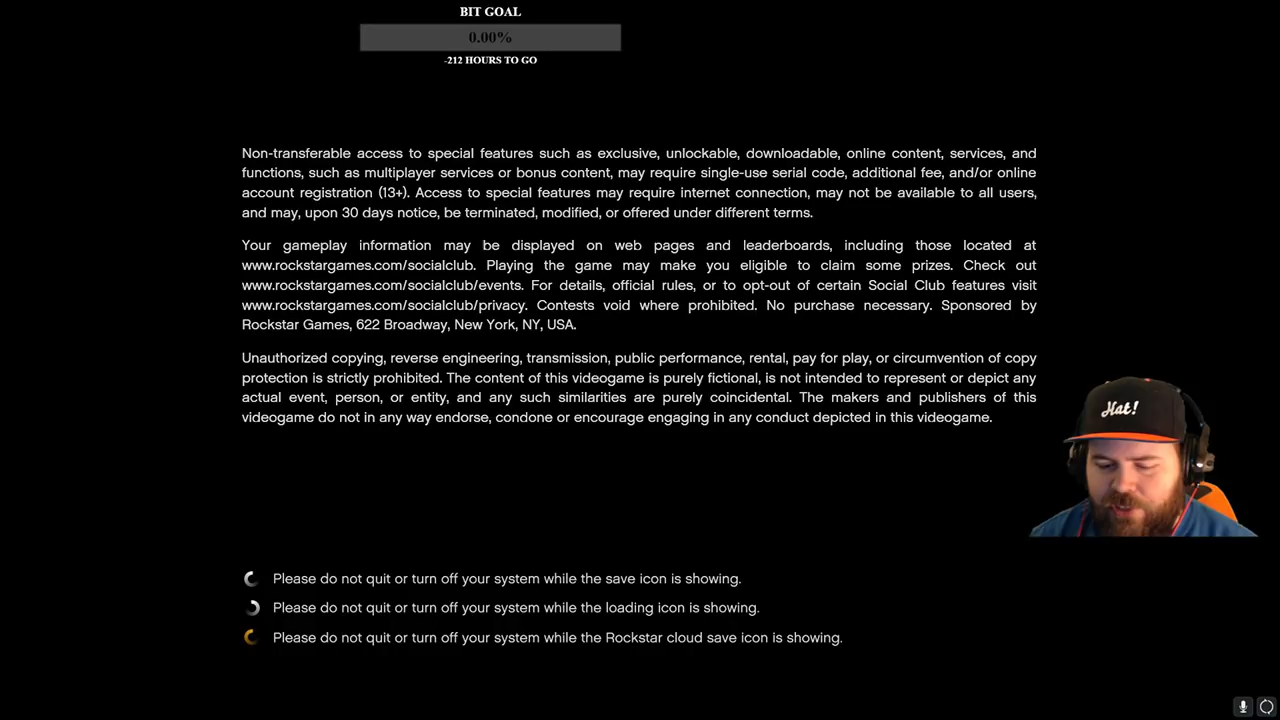 BIT GOAL
0.00%
-212 HOURS TO GO
Non-transferable access to special features such as exclusive, unlockable, downloadable, online content, services, and
functions, such as multiplayer services or bonus content, may require single-use serial code, additional fee, and/or online
account registration (13+). Access to special features may require internet connection, may not be available to all users,
and may, upon 30 days notice, be terminated, modified, or offered under different terms.
Your gameplay information may be displayed on web pages and leaderboards, including those located at
www.rockstargames.com/socialclub. Playing the game may make you eligible to claim some prizes. Check out
www.rockstargames.com/socialclub/events. For details, official rules, or to opt-out of certain Social Club features visit
www.rockstargames.com/socialclub/privacy. Contests void where prohibited. No purchase necessary. Sponsored by
Rockstar Games, 622 Broadway, New York, NY, USA.
Unauthorized copying, reverse engineering, transmission, public performance, rental, pay for play, or circumvention of copy
protection is strictly prohibited. The content of this videogame is purely fictional, is not intended to represent or depict any
actual event, person, or entity, and any such similarities are purely coincidental. The makers and publishers of this
videogame do not in any way endorse, condone or encourage engaging in any conduct depicted in this videogame.
Hat!
Please do not quit or turn off your system while the save icon is showing.
Please do not quit or turn off your system while the loading icon is showing.
Please do not quit or turn off your system while the Rockstar cloud save icon is showing.